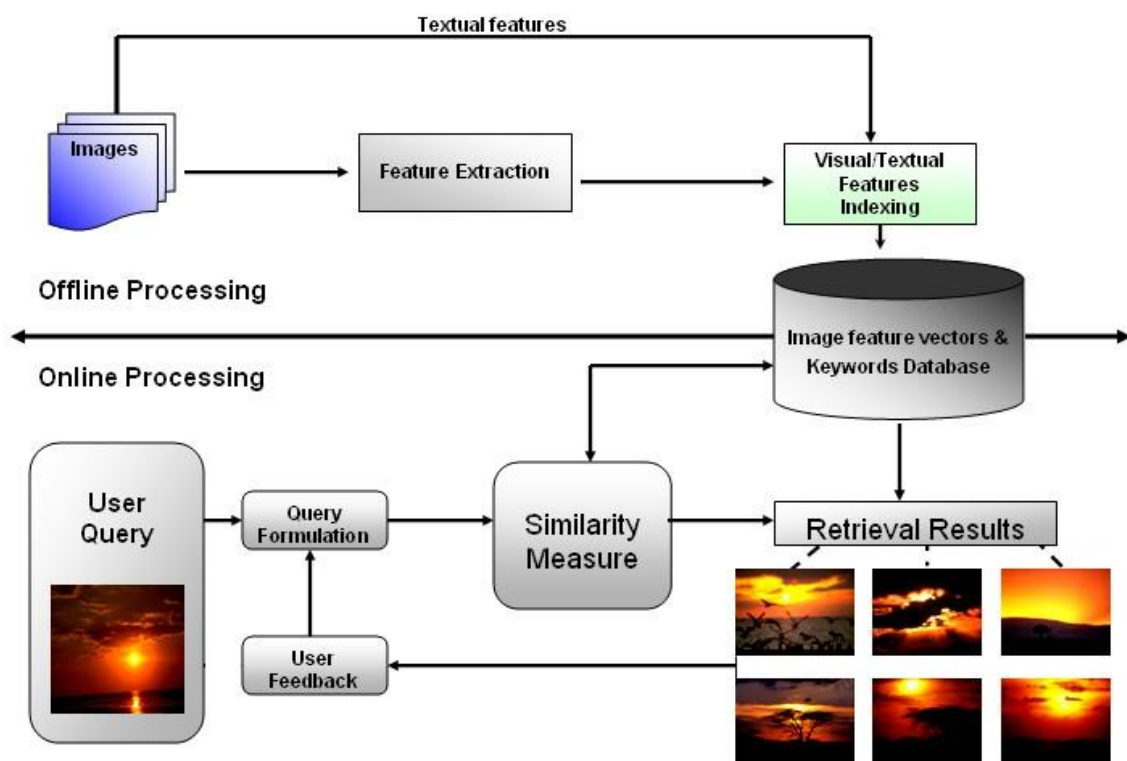 Textual features
Images
Feature Extraction
Visual/Textual
Features
Indexing
Offline Processing
Image feature vectors &
Keywords Database
Online Processing
User
Query
Query
Formulation
Similarity
Measure
Retrieval Results
User
Feedback